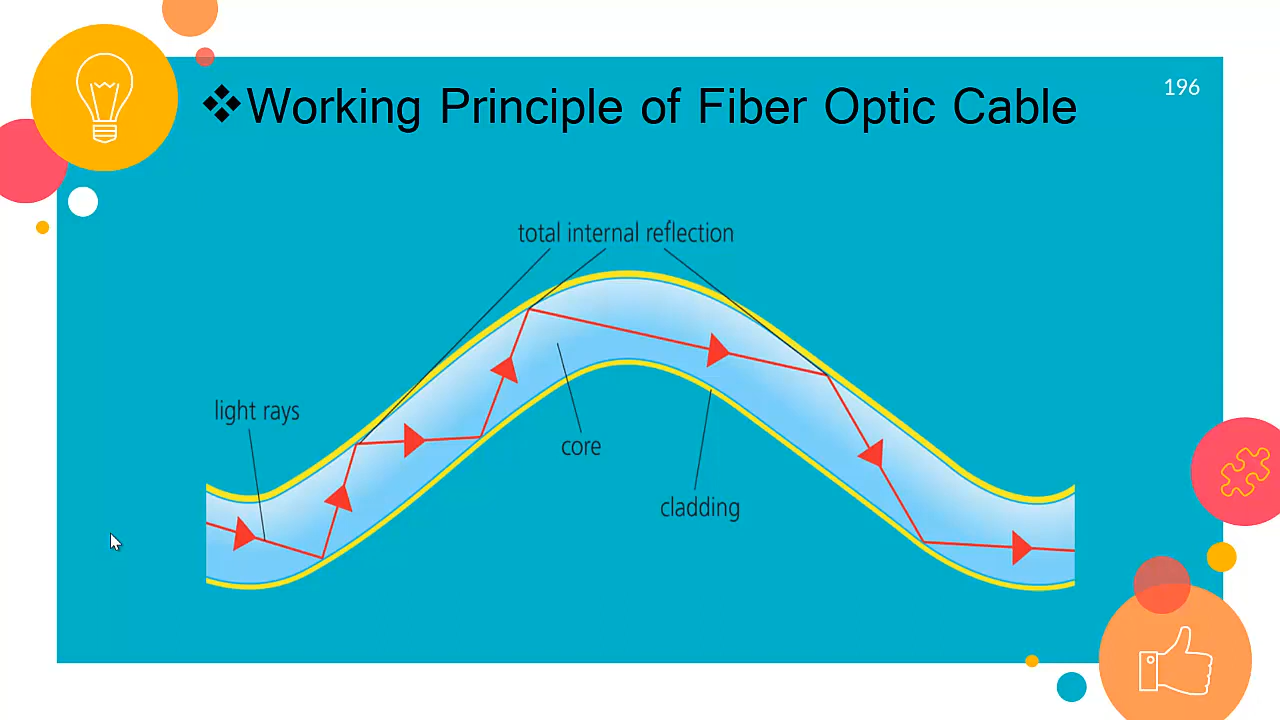 ❖Working Principle of Fiber Optic Cable
196
total internal reflection
light rays
core
cladding